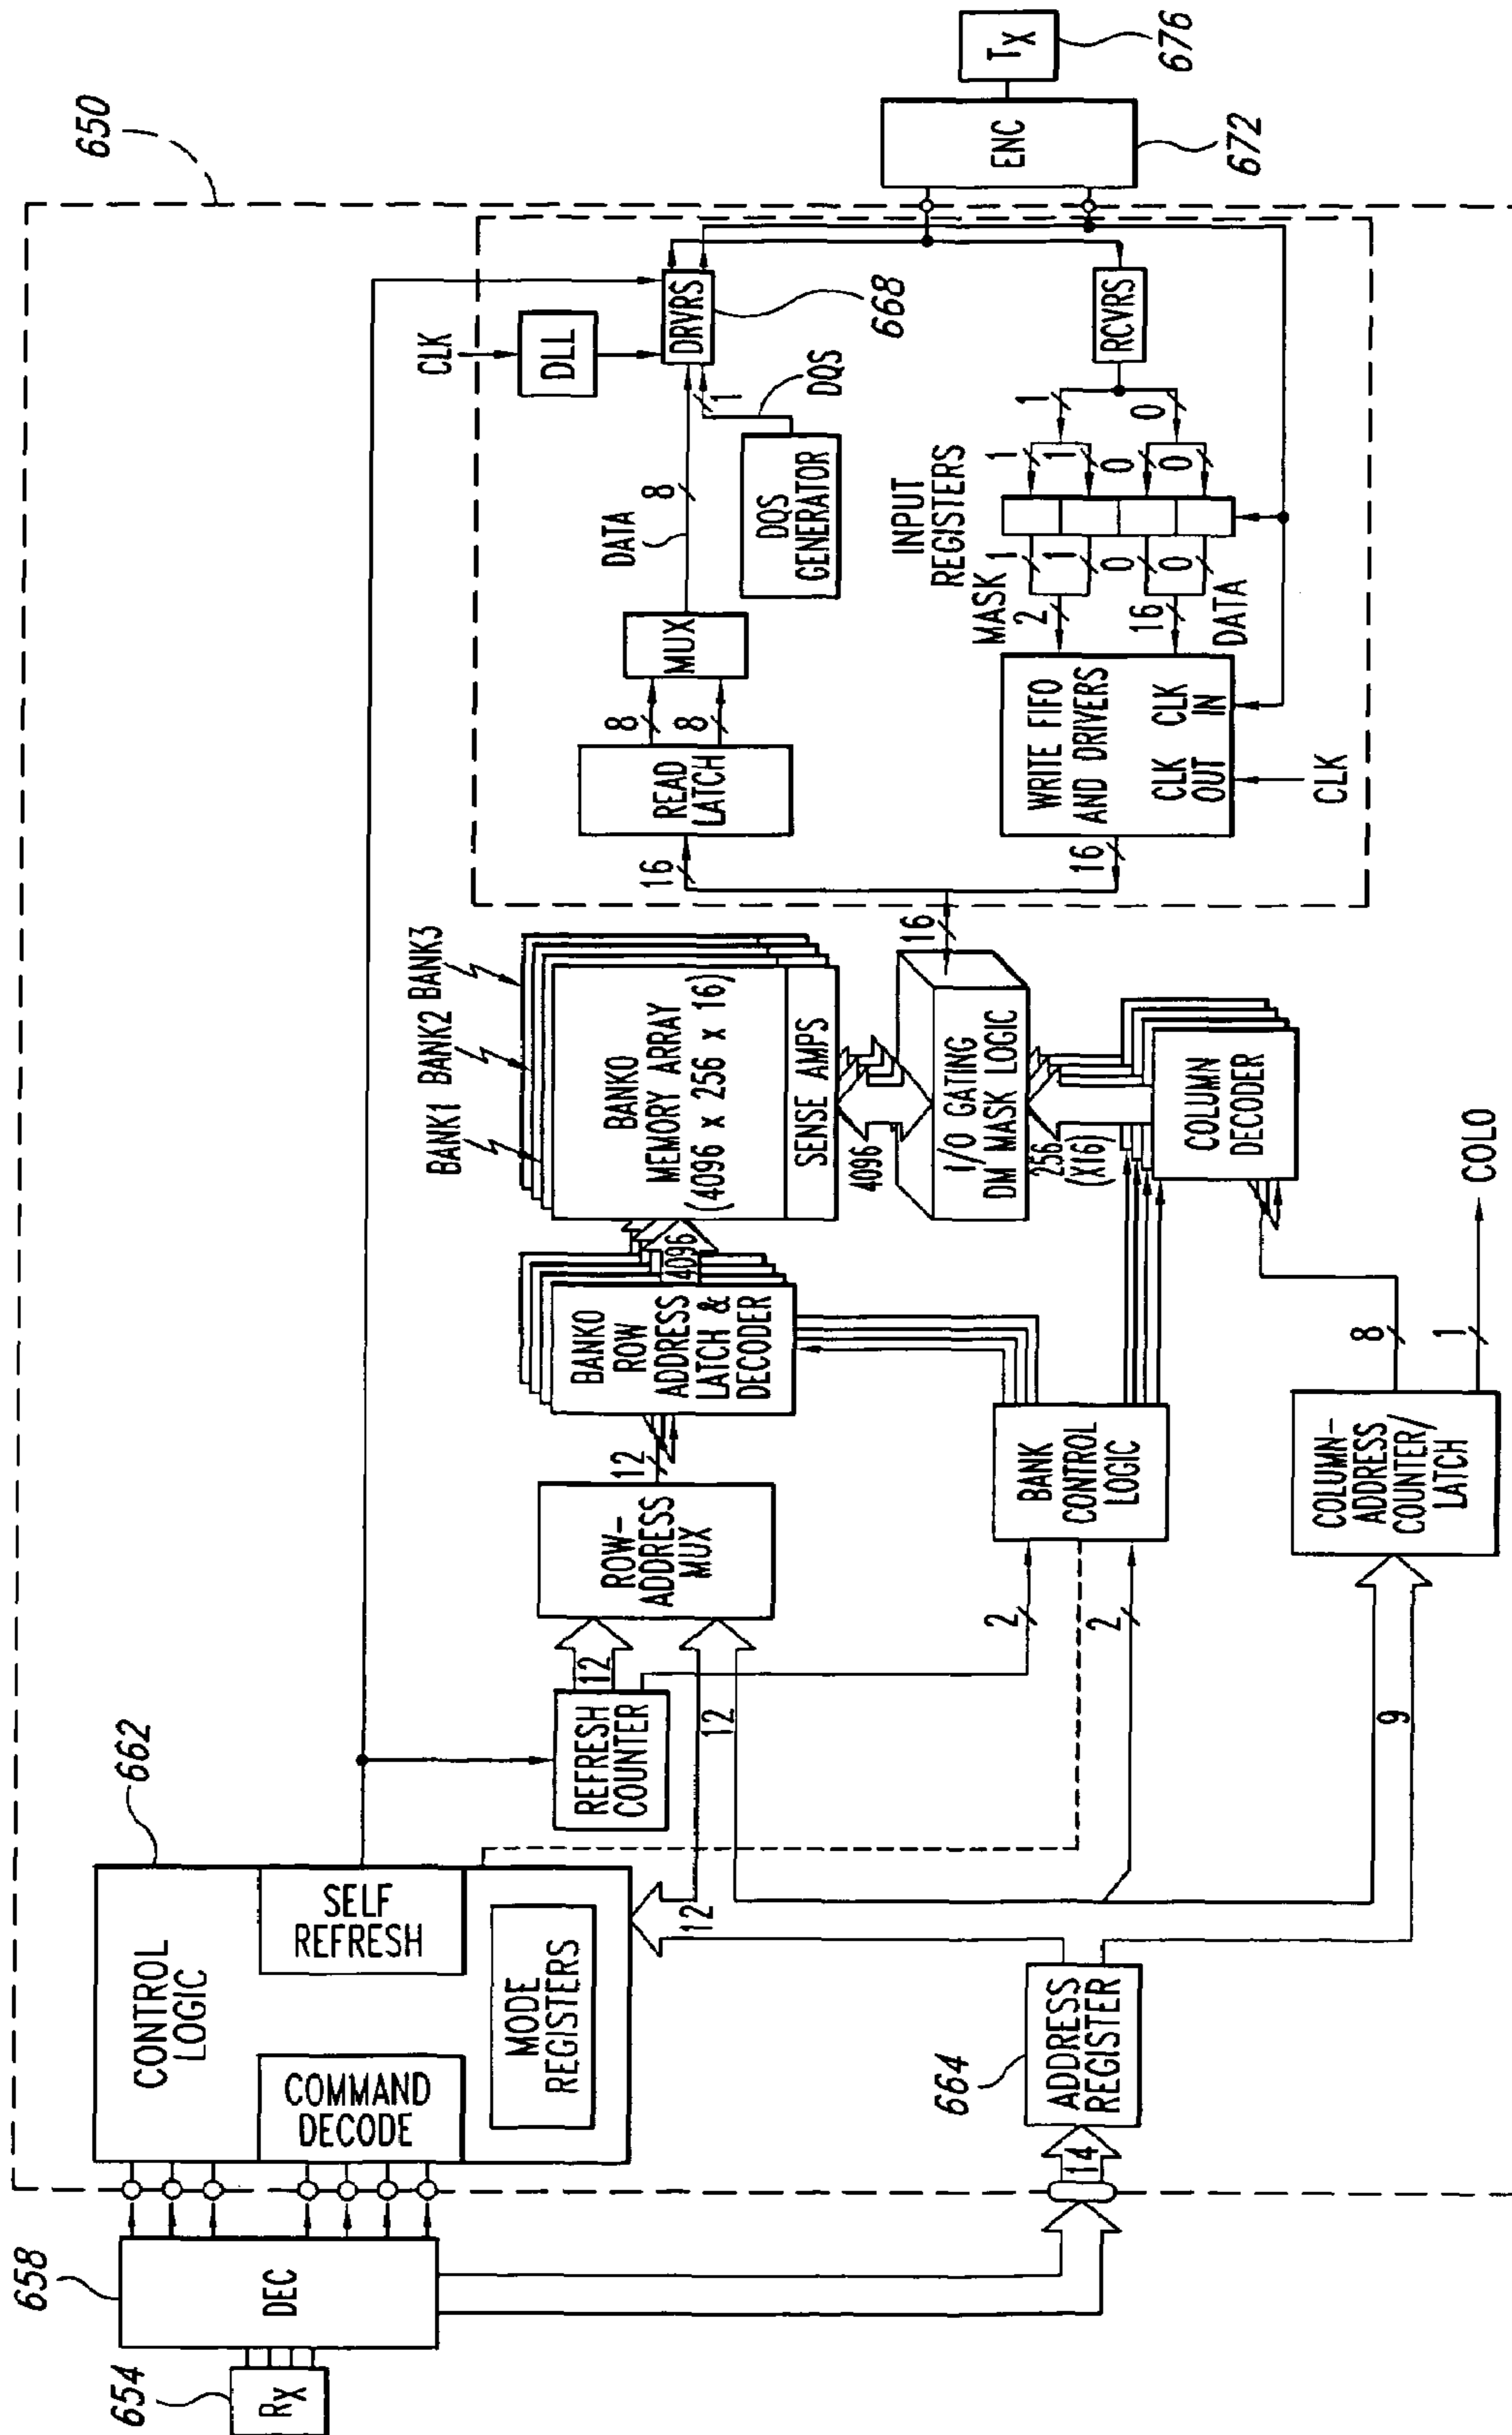 650
654
Rx
658
DEC
662
CONTROL
LOGIC
SELF
REFRESH
COMMAND
DECODE
MODE
REGISTERS
12
664
ADDRESS
REGISTER
14
REFRESH
COUNTER
12
12
12
ROW-
ADDRESS
MUX
12
2
2
9
BANK0
ROW
ADDRESS
LATCH &
DECODER
4096
BANK
CONTROL
LOGIC
COLUMN-
ADDRESS
COUNTER/
LATCH
8
1
COL0
BANK1
BANK2
BANK3
BANK0
MEMORY ARRAY
(4096 x 256 x 16)
SENSE AMPS
4096
I/O GATING
DM MASK LOGIC
256
(X16)
COLUMN
DECODER
16
16
READ
LATCH
8
8
MUX
DATA
8
CLK
DLL
DRVRS
668
1
DQS
DQS
GENERATOR
16
WRITE FIFO
AND DRIVERS
CLK
OUT
CLK
IN
CLK
MASK
2
16
DATA
INPUT
REGISTERS
1
1
0
0
1
1
0
0
1
0
RCVRS
ENC
672
Tx
676